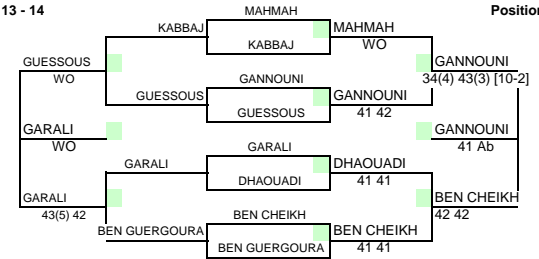 13 - 14
Position
MAHMAH
KABBAJ
MAHMAH
KABBAJ
WO
GUESSOUS
GANNOUNI
WO
GANNOUNI
34(4) 43(3) [10-2]
GUESSOUS
GANNOUNI
GUESSOUS
41 42
GARALI
GANNOUNI
WO
GARALI
41 Ab
GARALI
DHAOUADI
DHAOUADI
41 41
GARALI
BEN CHEIKH
43(5) 42
BEN CHEIKH
42 42
BEN GUERGOURA
BEN CHEIKH
BEN GUERGOURA
41 41